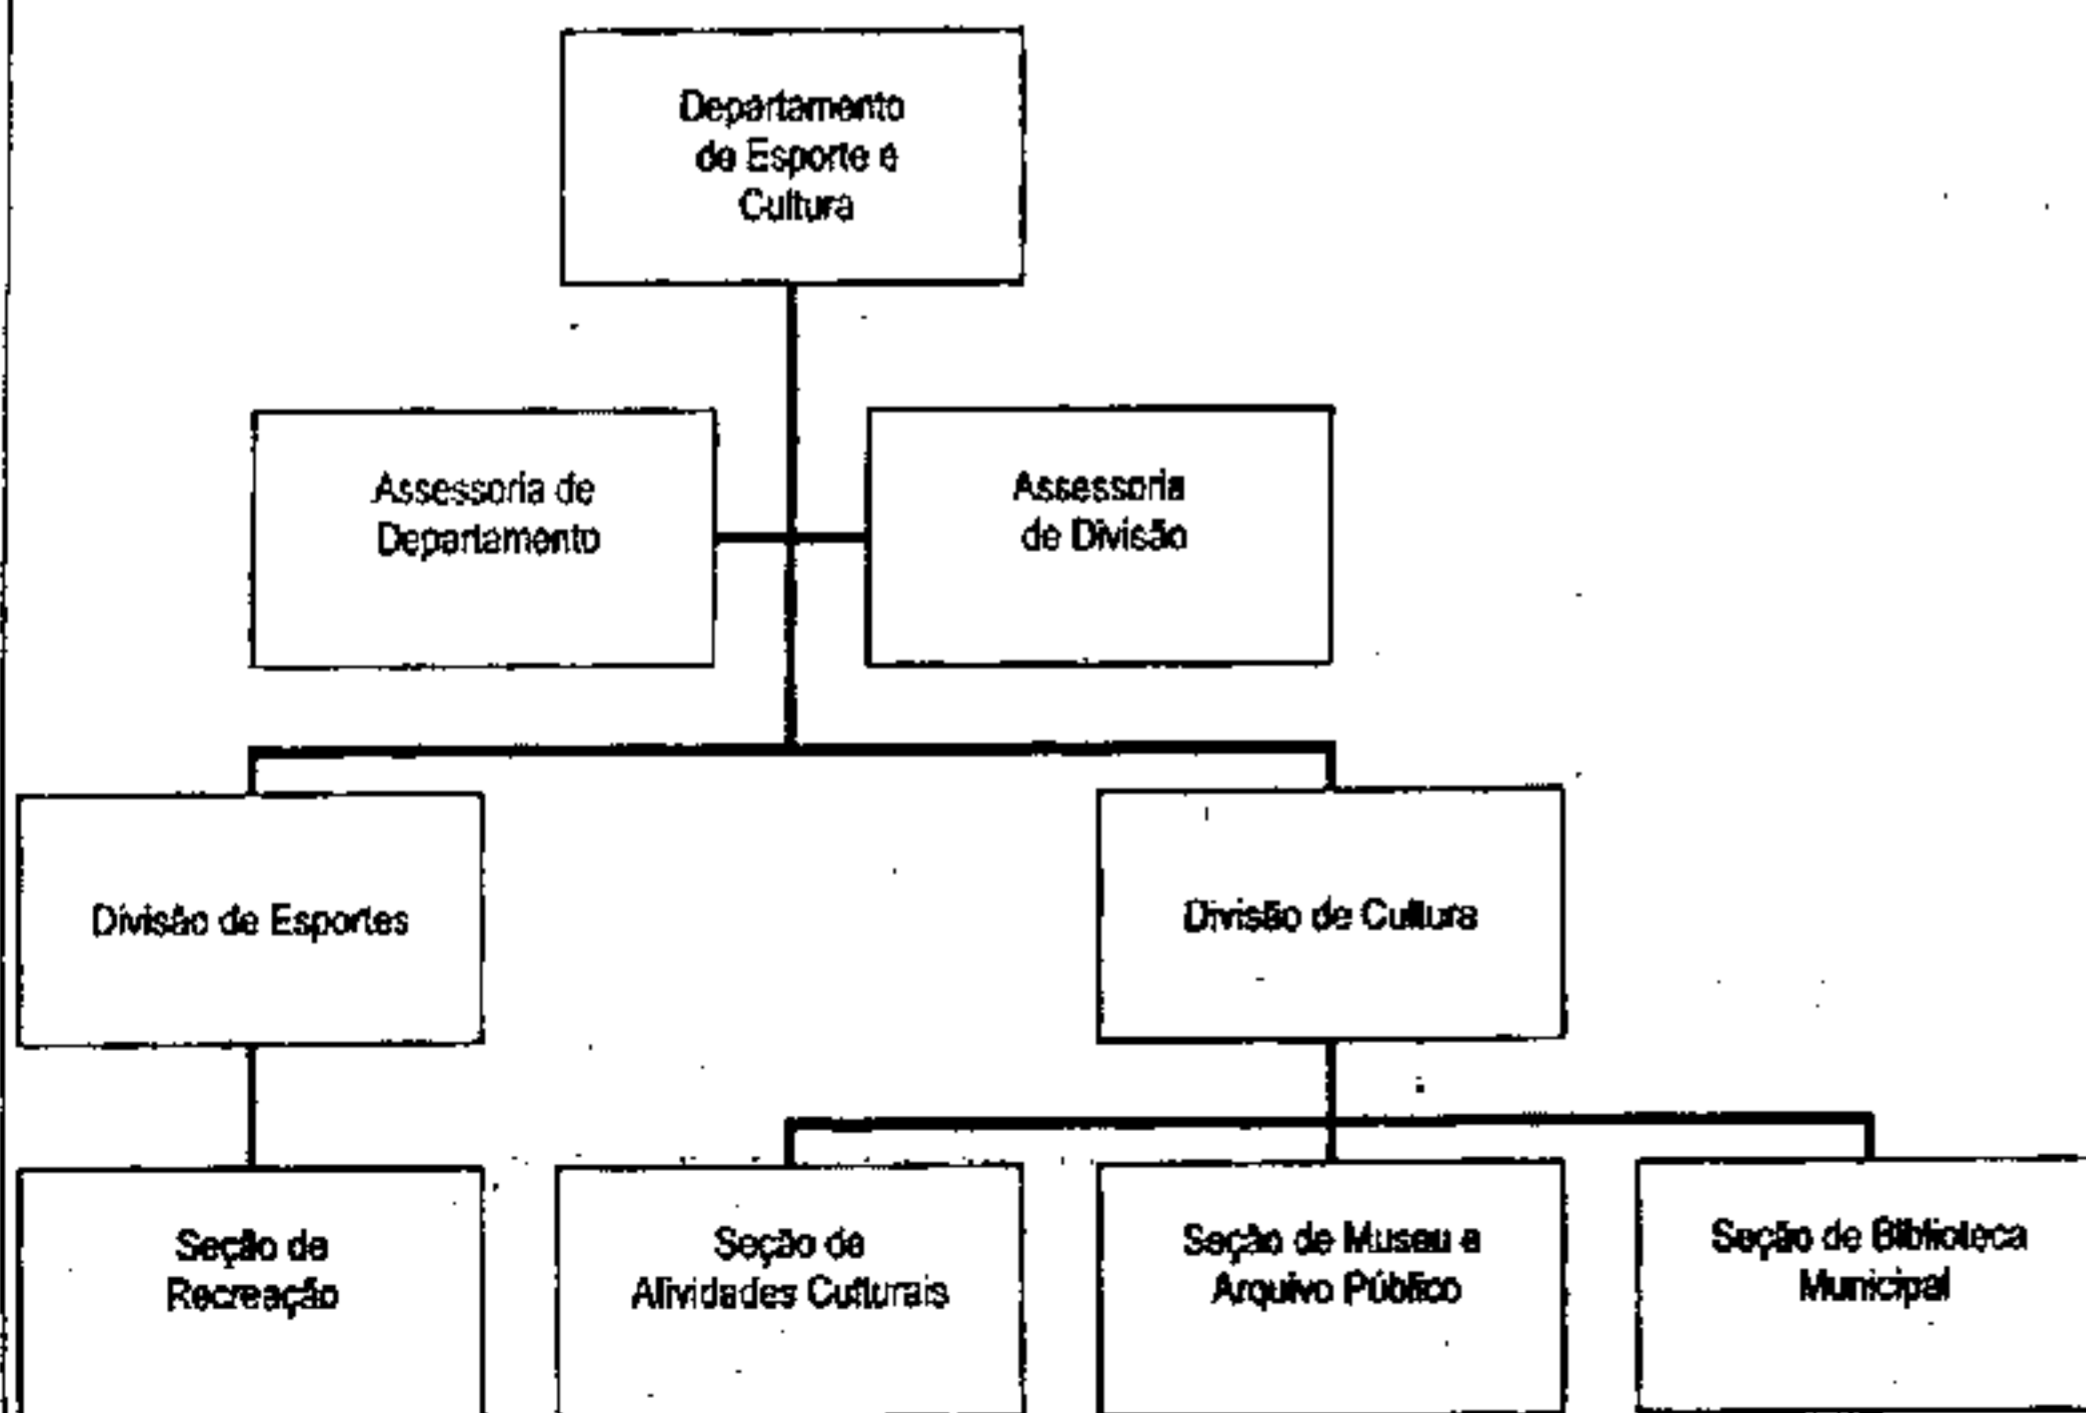 Departamento
de Esporte e
Cultura
Assessoria de
Departamento
Assessoria
de Divisão
Divisão de Esportes
Divisão de Cultura
Seção de
Recreação
Seção de
Atividades Culturais
Seção de Museu e
Arquivo Público
Seção de Biblioteca
Municipal